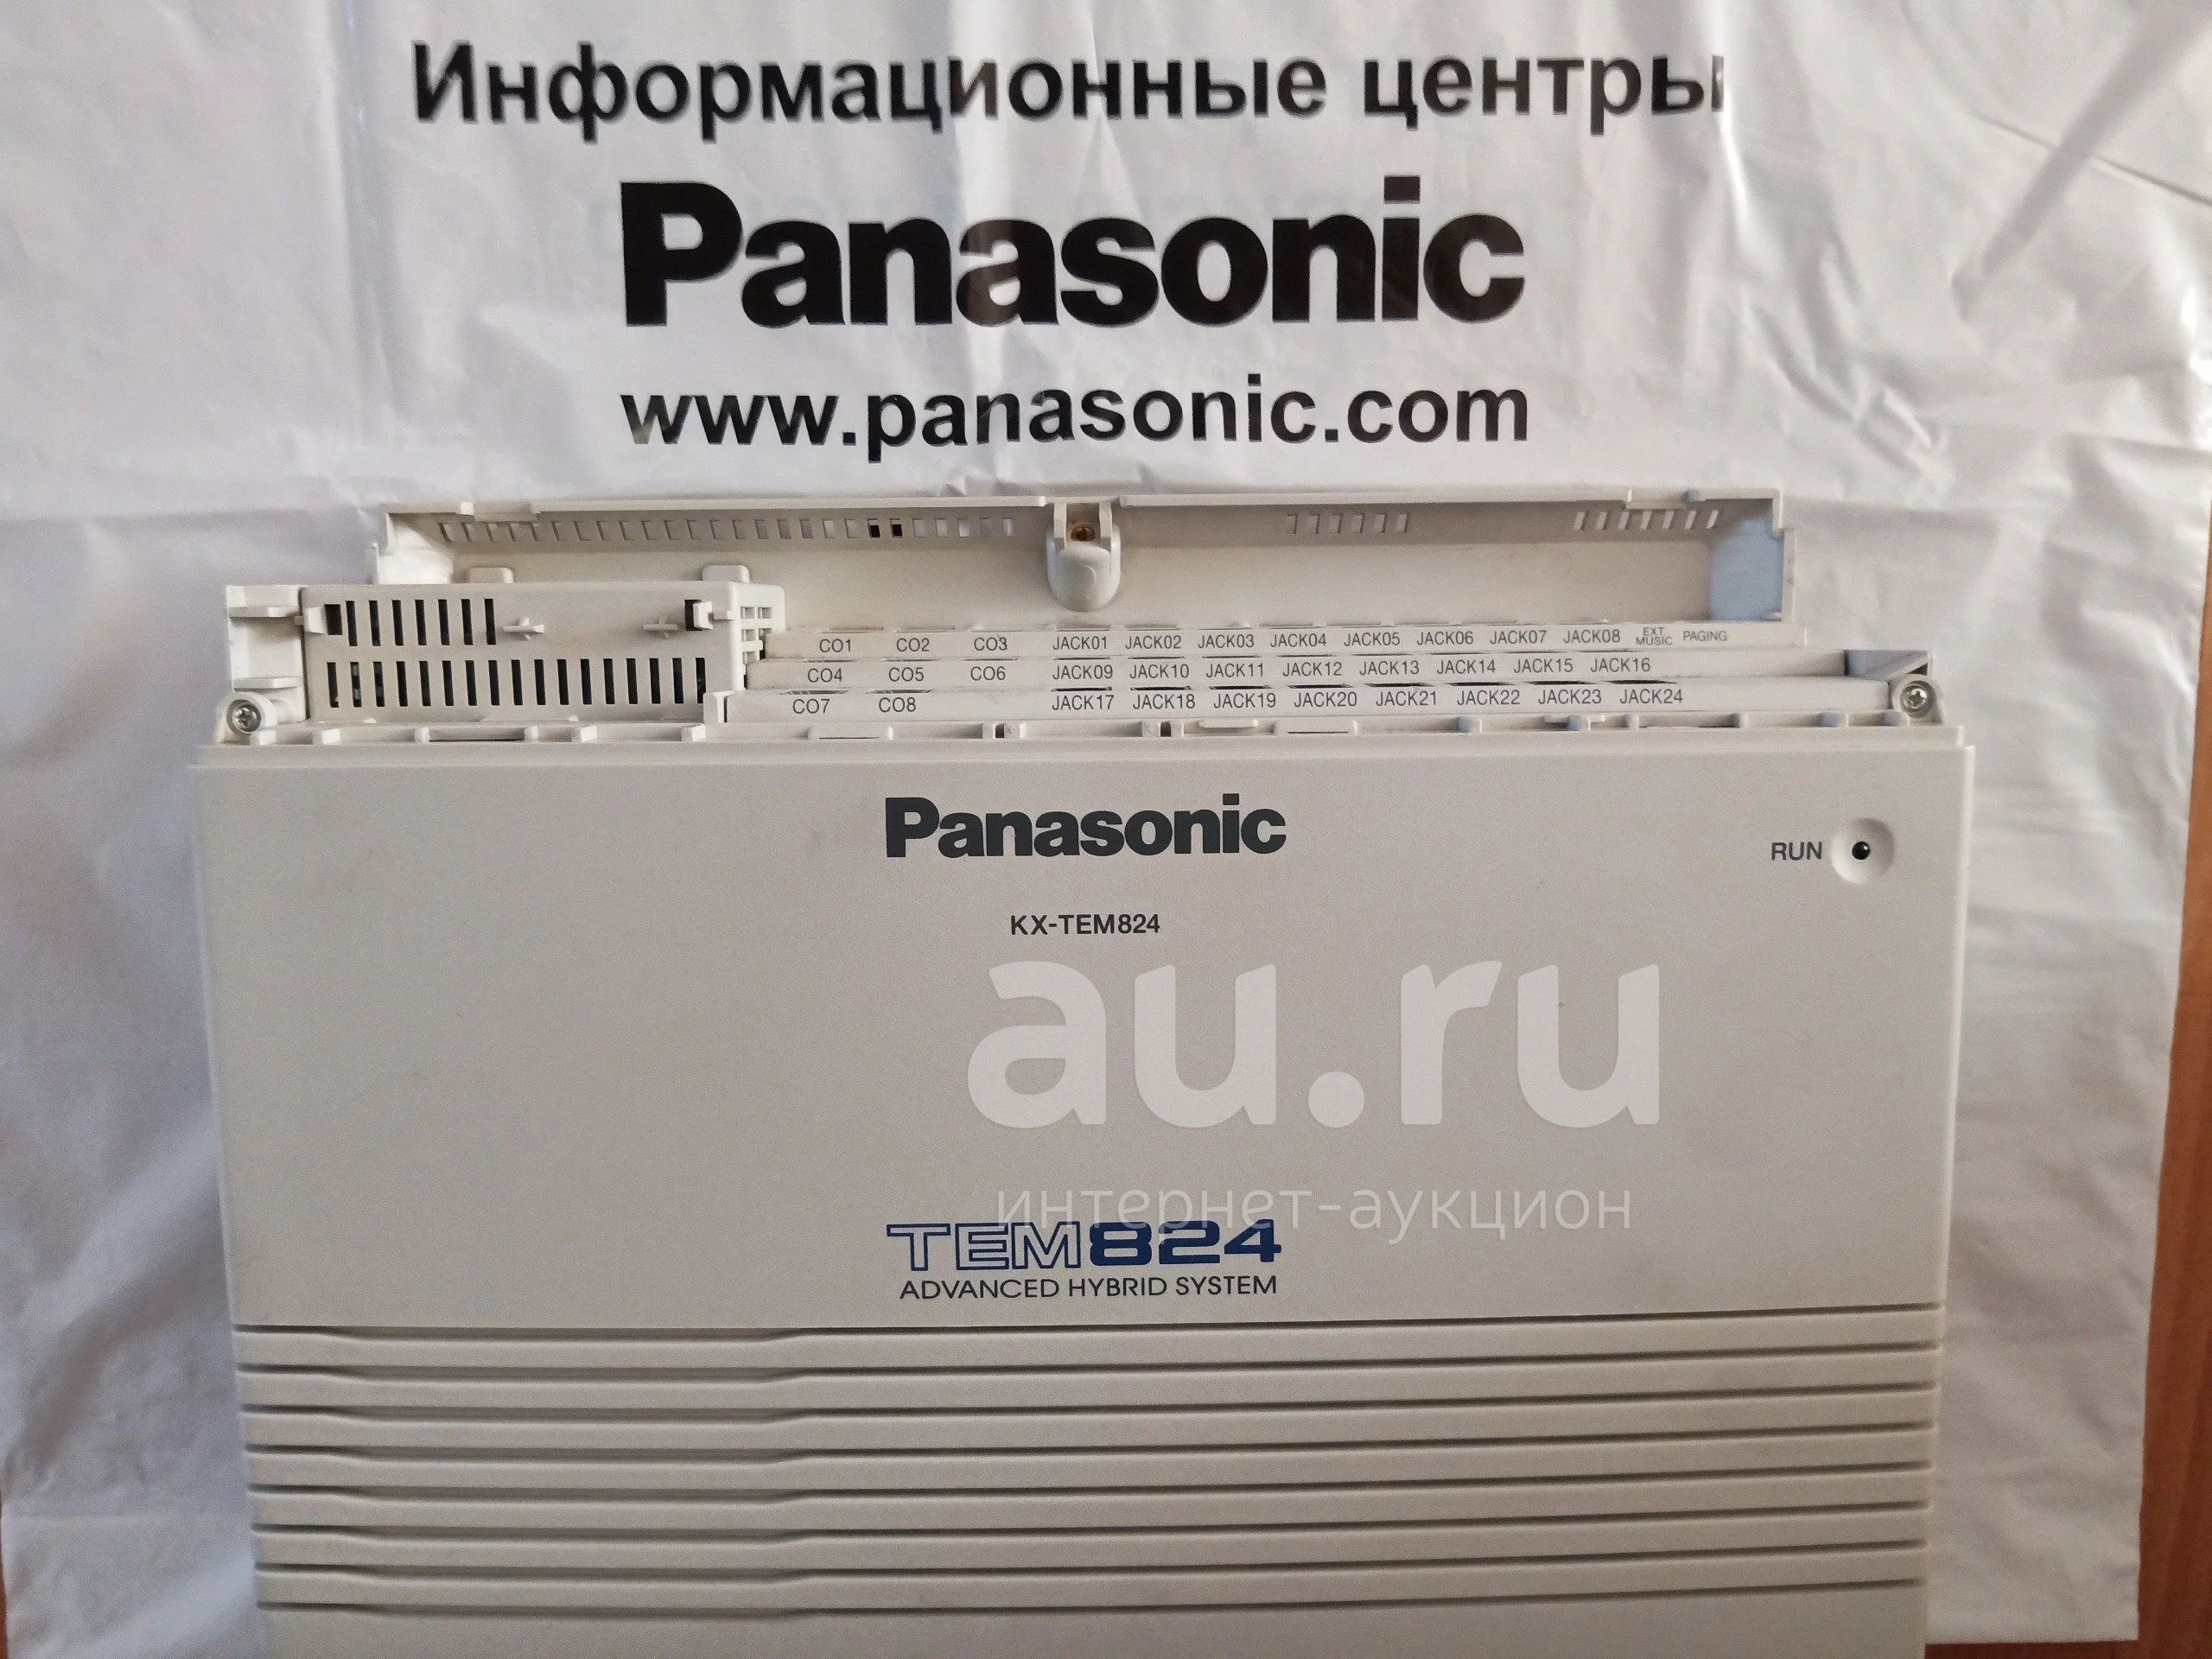 Информационные центры
Panasonic
www.panasonic.com
CO1 CO2 CO3 JACK01 JACK02 JACK03 JACK04 JACK05 JACK06 JACK07 JACK08 EXT. MUSIC PAGING
CO4 CO5 CO6 JACK09 JACK10 JACK11 JACK12 JACK13 JACK14 JACK15 JACK16
CO7 CO8 JACK17 JACK18 JACK19 JACK20 JACK21 JACK22 JACK23 JACK24
Panasonic
RUN
KX-TEM824
au.ru
интернет-аукцион
TEM824
ADVANCED HYBRID SYSTEM